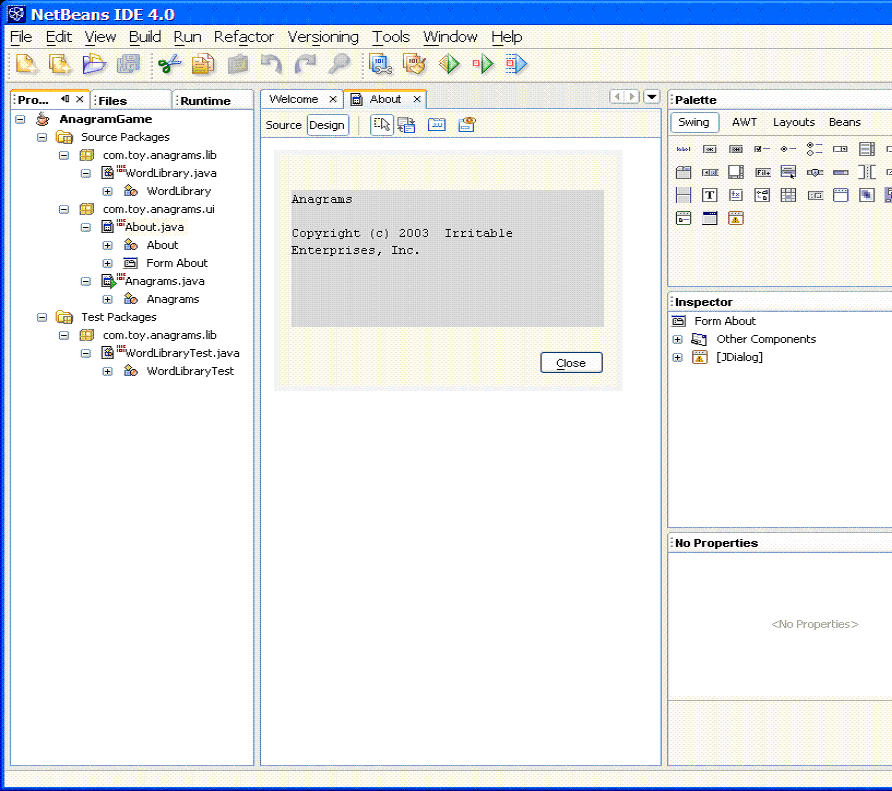 NetBeans IDE 4.0
File Edit View Build Run Refactor Versioning Tools Window Help
Pro... Files Runtime
AnagramGame
Source Packages
com.toy.anagrams.lib
WordLibrary.java
WordLibrary
com.toy.anagrams.ui
About.java
About
Form About
Anagrams.java
Anagrams
Test Packages
com.toy.anagrams.lib
WordLibraryTest.java
WordLibraryTest
Welcome About
Source Design
Anagrams
Copyright (c) 2003 Irritable
Enterprises, Inc.
Close
Palette
Swing AWT Layouts Beans
Inspector
Form About
Other Components
[JDialog]
No Properties
<No Properties>